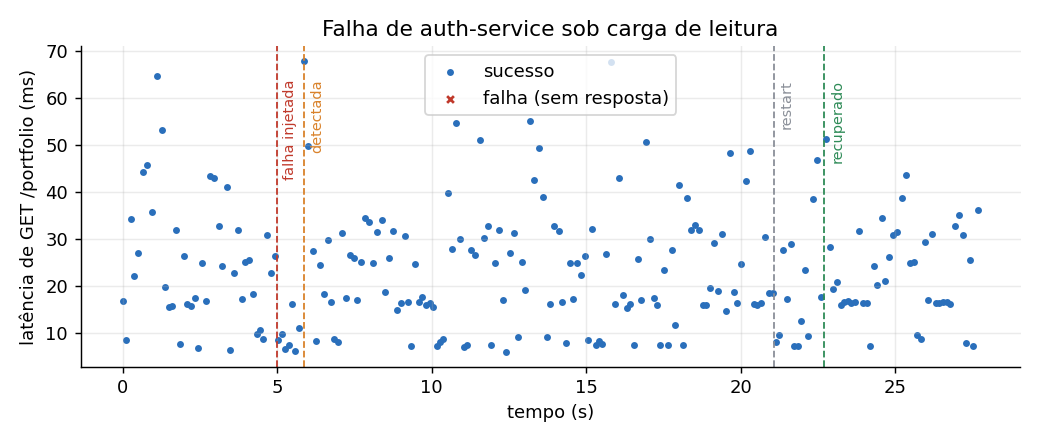 Falha de auth-service sob carga de leitura
latência de GET /portfolio (ms)
70
60
50
40
30
20
10
sucesso
falha (sem resposta)
falha injetada
detectada
restart
recuperado
0
5
10
15
20
25
tempo (s)